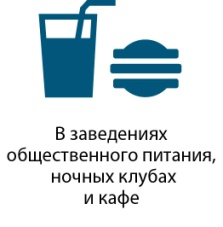 В заведениях
общественного питания,
ночных клубах
и кафе